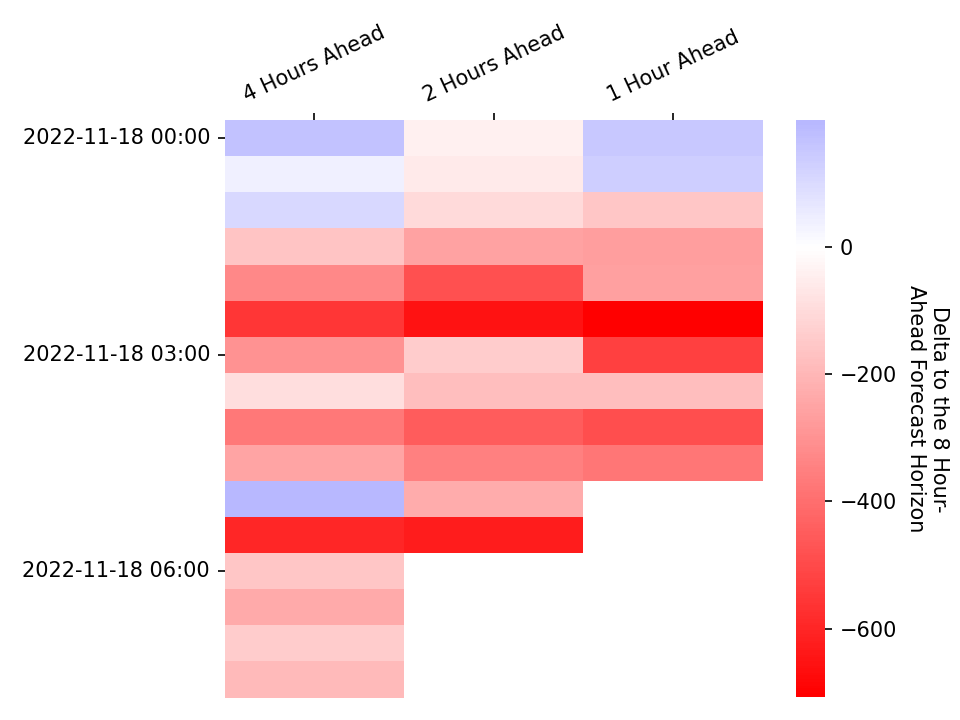 4 Hours Ahead
2 Hours Ahead
1 Hour Ahead
2022-11-18 00:00
2022-11-18 03:00
2022-11-18 06:00
0
−200
−400
−600
Delta to the 8 Hour-
Ahead Forecast Horizon